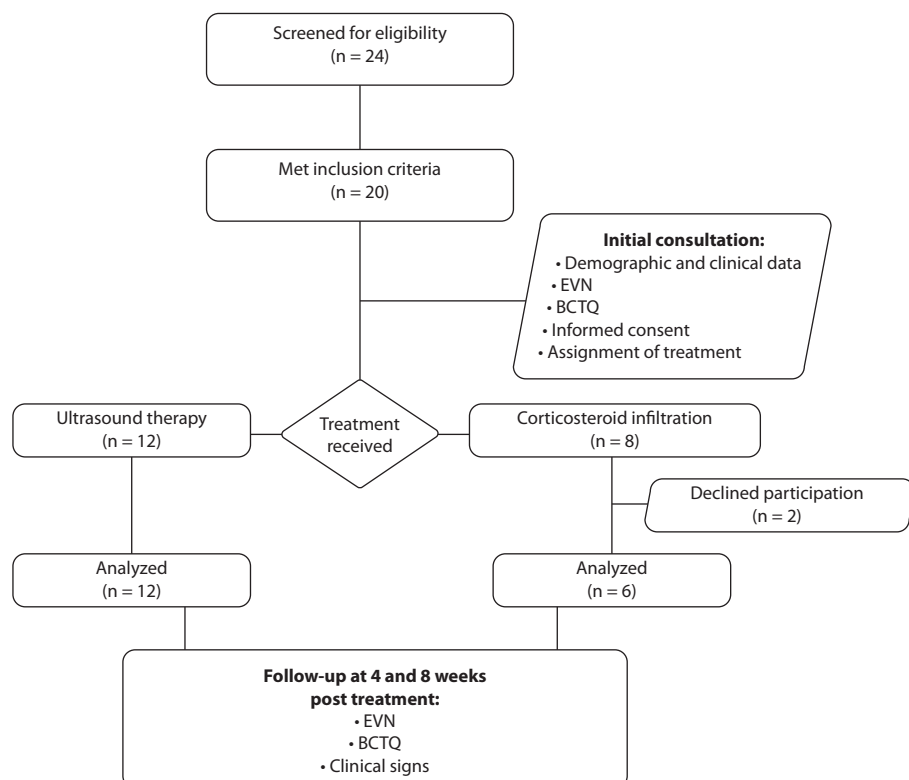 Screened for eligibility
(n = 24)
Met inclusion criteria
(n = 20)
Initial consultation:
• Demographic and clinical data
• EVN
• BCTQ
• Informed consent
• Assignment of treatment
Ultrasound therapy
(n = 12)
Treatment
received
Corticosteroid infiltration
(n = 8)
Declined participation
(n = 2)
Analyzed
(n = 12)
Analyzed
(n = 6)
Follow-up at 4 and 8 weeks
post treatment:
• EVN
• BCTQ
• Clinical signs